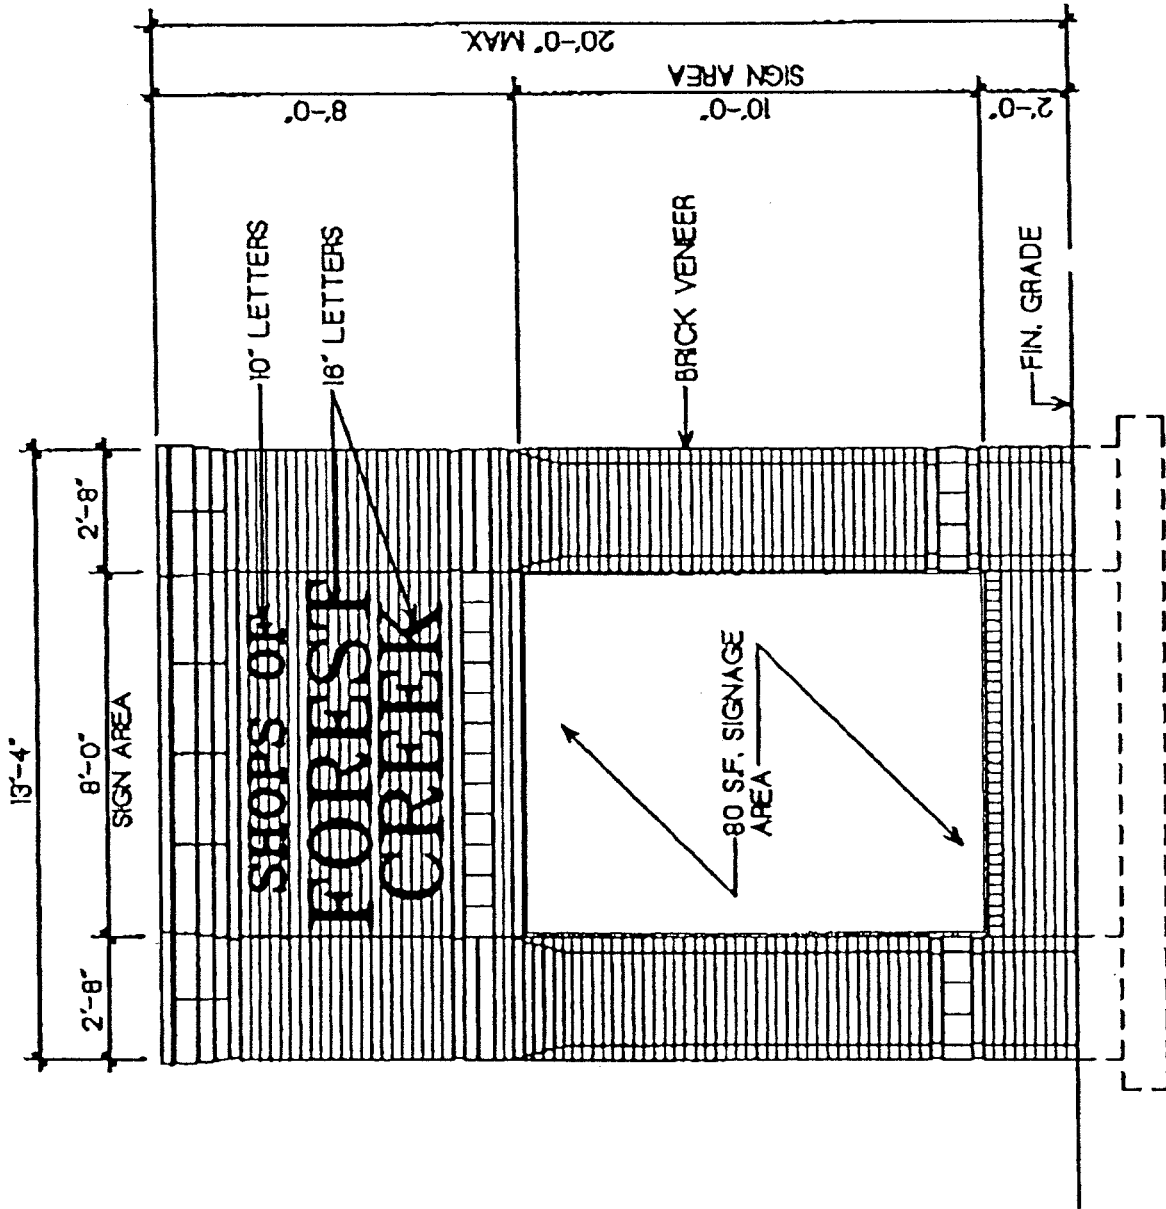 13'-4"
2'-8"
8'-0"
2'-8"
SIGN AREA
20'-0" MAX.
8'-0"
SIGN AREA
10'-0"
2'-0"
10" LETTERS
16" LETTERS
SHOPS OF
FOREST
CREEK
BRICK VENEER
80 S.F. SIGNAGE
AREA
FIN. GRADE